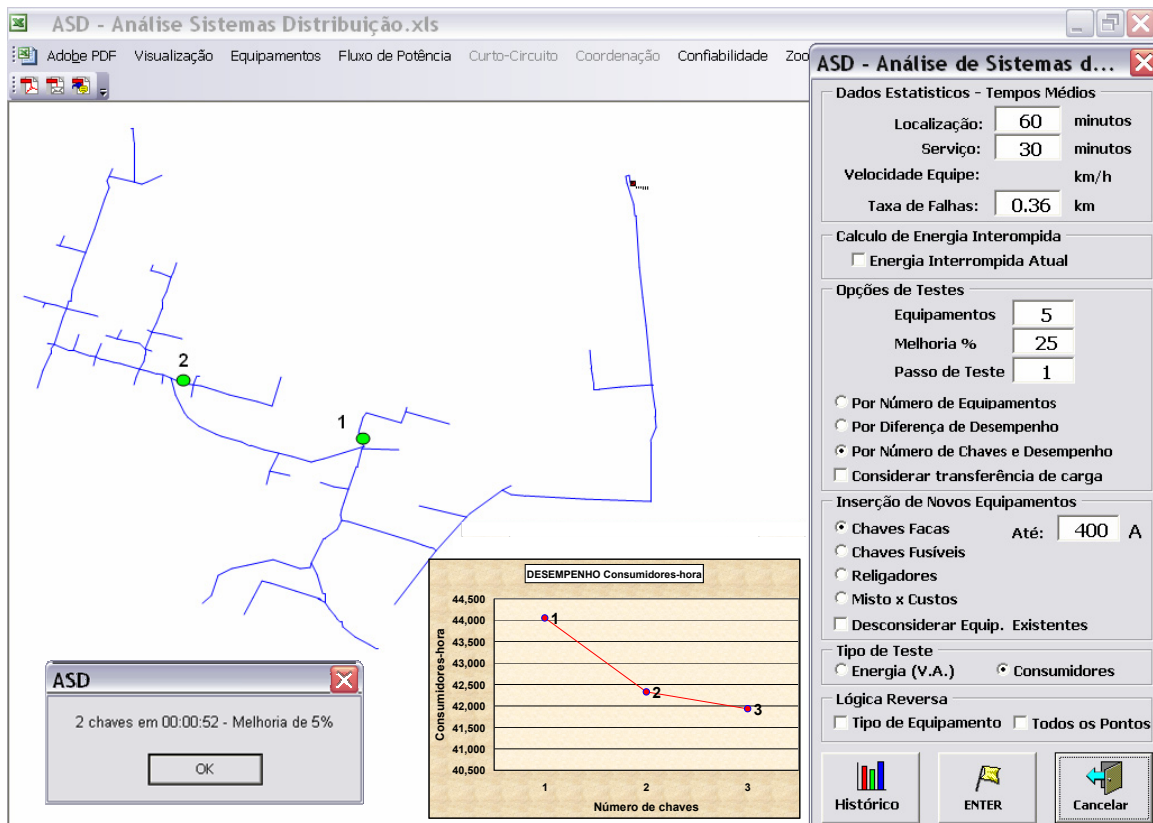 ASD - Análise Sistemas Distribuição.xls
Adobe PDF Visualização Equipamentos Fluxo de Potência Curto-Circuito Coordenação Confiabilidade Zoo
ASD - Análise de Sistemas d...
Dados Estatisticos - Tempos Médios
Localização: 60 minutos
Serviço: 30 minutos
Velocidade Equipe: km/h
Taxa de Falhas: 0.36 km
Calculo de Energia Interompida
Energia Interrompida Atual
Opções de Testes
Equipamentos 5
Melhoria % 25
Passo de Teste 1
Por Número de Equipamentos
Por Diferença de Desempenho
Por Número de Chaves e Desempenho
Considerar transferência de carga
Inserção de Novos Equipamentos
Chaves Facas Até: 400 A
Chaves Fusíveis
Religadores
Misto x Custos
Desconsiderar Equip. Existentes
Tipo de Teste
Energia (V.A.) Consumidores
Lógica Reversa
Tipo de Equipamento Todos os Pontos
Histórico ENTER Cancelar
2
1
DESEMPENHO Consumidores-hora
Consumidores-hora
44,500
44,000
43,500
43,000
42,500
42,000
41,500
41,000
40,500
1
2
3
1 2 3
Número de chaves
ASD
2 chaves em 00:00:52 - Melhoria de 5%
OK